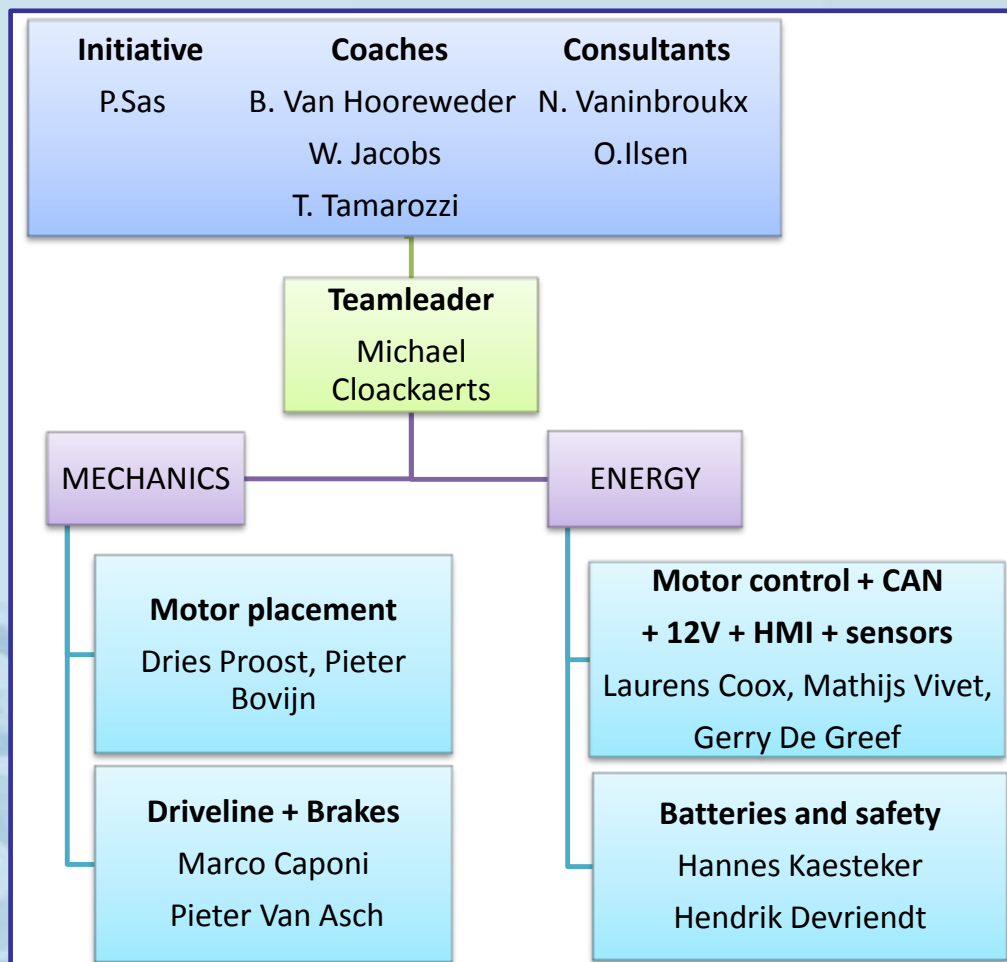 Initiative
P.Sas
Coaches
B. Van Hooreweder
W. Jacobs
T. Tamarozzi
Consultants
N. Vaninbroukx
O.Ilsen
Teamleader
Michael
Cloackaerts
MECHANICS
Motor placement
Dries Proost, Pieter
Bovijn
Driveline + Brakes
Marco Caponi
Pieter Van Asch
ENERGY
Motor control + CAN
+ 12V + HMI + sensors
Laurens Coox, Mathijs Vivet,
Gerry De Greef
Batteries and safety
Hannes Kaesteker
Hendrik Devriendt